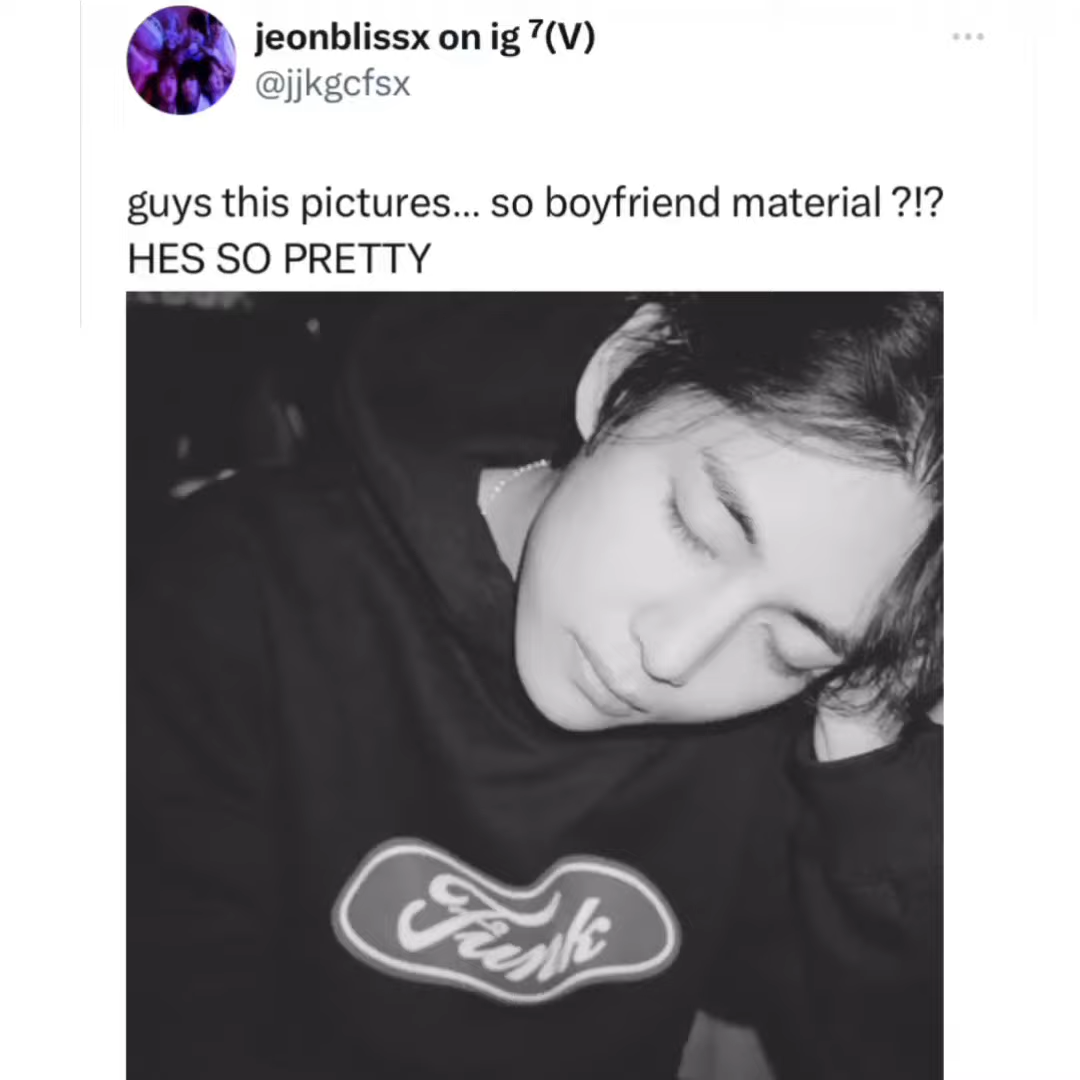 jeonblissx on ig ⁷(V)
@jjkgcfsx
guys this pictures... so boyfriend material ?!?
HES SO PRETTY
Funk